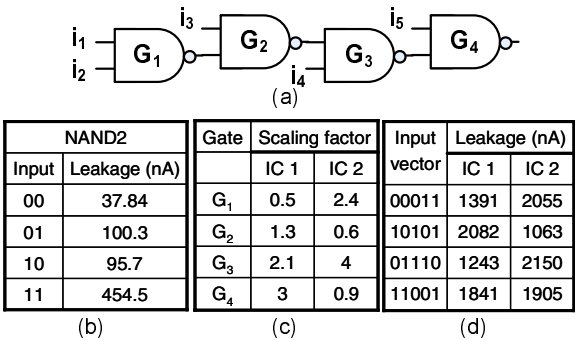 i1
i2
i3
i4
i5
G1
G2
G3
G4
(a)
NAND2
Input Leakage (nA)
00 37.84
01 100.3
10 95.7
11 454.5
(b)
Gate Scaling factor
IC 1 IC 2
G1 0.5 2.4
G2 1.3 0.6
G3 2.1 4
G4 3 0.9
(c)
Input vector Leakage (nA)
IC 1 IC 2
00011 1391 2055
10101 2082 1063
01110 1243 2150
11001 1841 1905
(d)